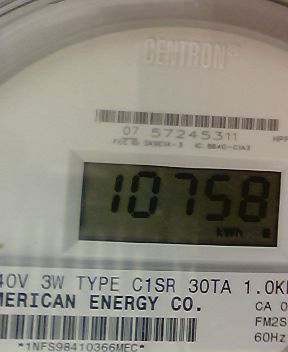 CENTRON®
07 57245311
10758
kWh
40V 3W TYPE C1SR 30TA 1.0K
MERICAN ENERGY CO.
CA 0
FM2S
60Hz
*1NFS98410366MEC*